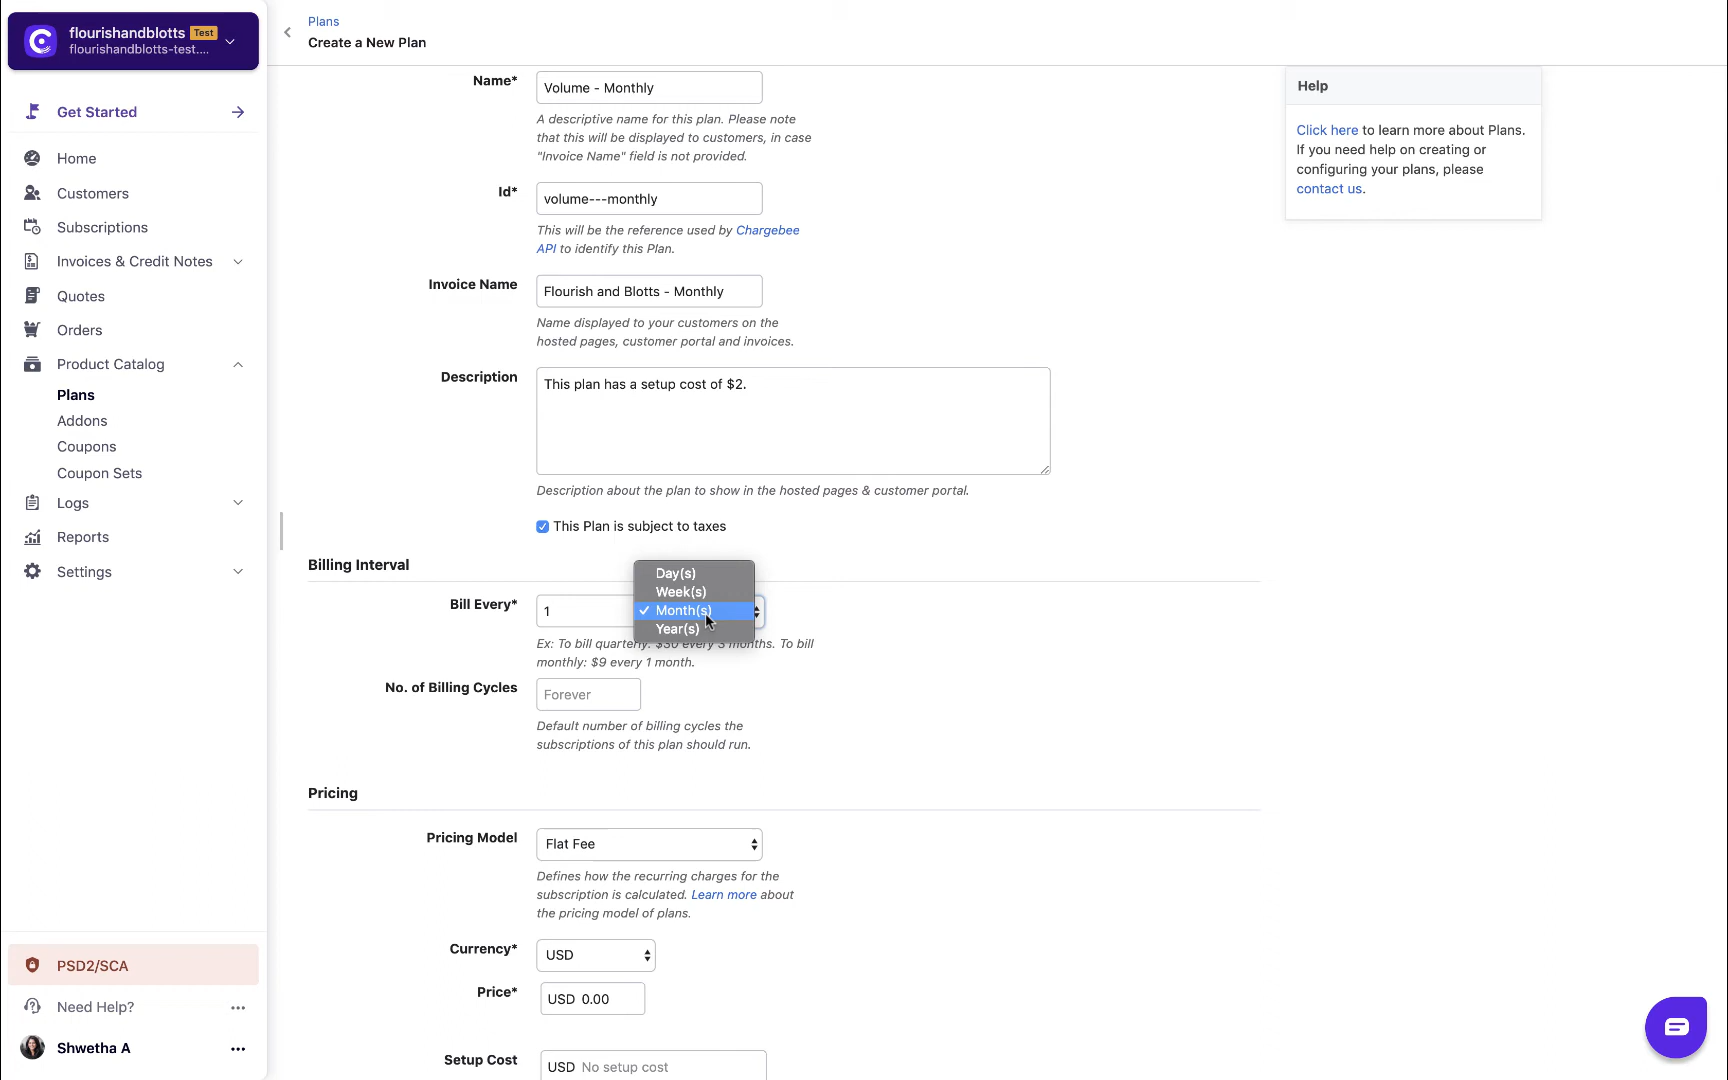 flourishandblotts Test
flourishandblotts-test....
Get Started
Home
Customers
Subscriptions
Invoices & Credit Notes
Quotes
Orders
Product Catalog
Plans
Addons
Coupons
Coupon Sets
Logs
Reports
Settings
PSD2/SCA
Need Help?
Shwetha A
Plans
Create a New Plan
Name*
Volume - Monthly
A descriptive name for this plan. Please note
that this will be displayed to customers, in case
"Invoice Name" field is not provided.
Id*
volume---monthly
This will be the reference used by Chargebee
API to identify this Plan.
Invoice Name
Flourish and Blotts - Monthly
Name displayed to your customers on the
hosted pages, customer portal and invoices.
Description
This plan has a setup cost of $2.
Description about the plan to show in the hosted pages & customer portal.
This Plan is subject to taxes
Billing Interval
Bill Every*
1
Day(s)
Week(s)
Month(s)
Year(s)
Ex: To bill quarterly: $30 every 3 months. To bill
monthly: $9 every 1 month.
No. of Billing Cycles
Forever
Default number of billing cycles the
subscriptions of this plan should run.
Pricing
Pricing Model
Flat Fee
Defines how the recurring charges for the
subscription is calculated. Learn more about
the pricing model of plans.
Currency*
USD
Price*
USD 0.00
Setup Cost
USD No setup cost
Help
Click here to learn more about Plans.
If you need help on creating or
configuring your plans, please
contact us.